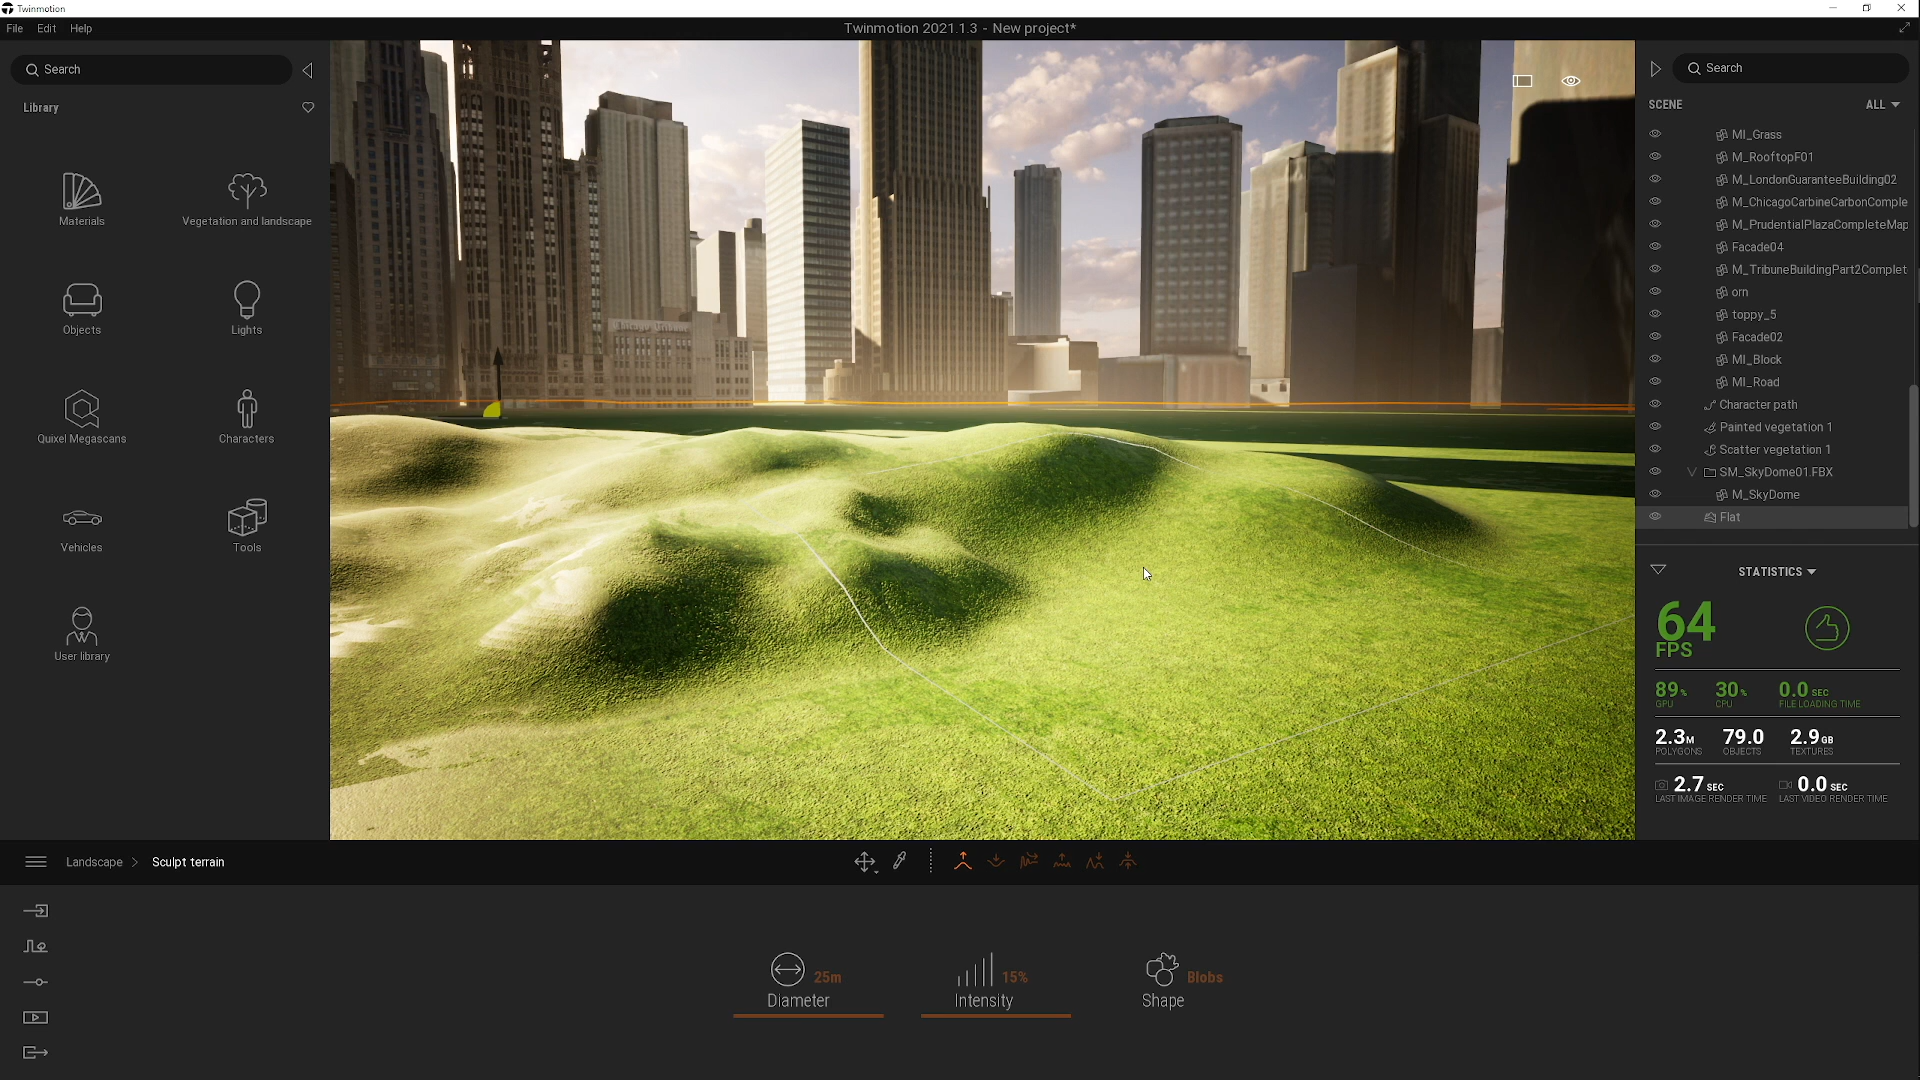 Twinmotion
File Edit Help
Twinmotion 2021.1.3 - New project*
Search
Library
Materials
Vegetation and landscape
Objects
Lights
Quixel Megascans
Characters
Vehicles
Tools
User library
Chicago Tribune
Search
SCENE
ALL
MI_Grass
M_RooftopF01
M_LondonGuaranteeBuilding02
M_ChicagoCarbineCarbonComple
M_PrudentialPlazaCompleteMap
Facade04
M_TribuneBuildingPart2Complet
orn
toppy_5
Facade02
MI_Block
MI_Road
Character path
Painted vegetation 1
Scatter vegetation 1
SM_SkyDome01.FBX
M_SkyDome
Flat
STATISTICS
64
FPS
89% 30% 0.0 SEC
GPU CPU FILE LOADING TIME
2.3M 79.0 2.9GB
POLYGONS OBJECTS TEXTURES
2.7 SEC 0.0 SEC
LAST IMAGE RENDER TIME LAST VIDEO RENDER TIME
Landscape > Sculpt terrain
25m
Diameter
15%
Intensity
Blobs
Shape